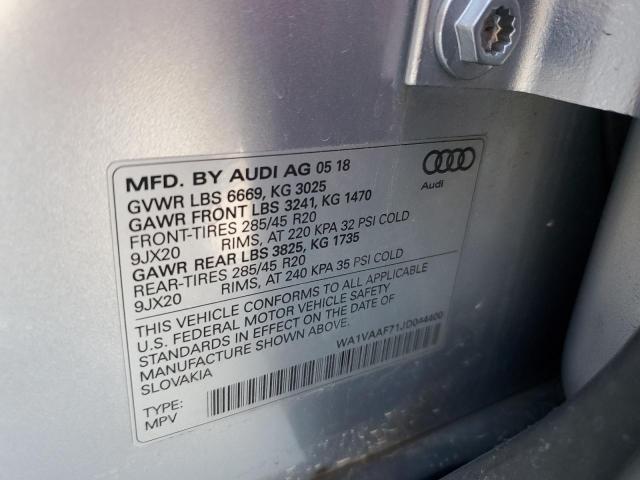 MFD. BY AUDI AG 05 18
GVWR LBS 6669, KG 3025
GAWR FRONT LBS 3241, KG 1470
FRONT-TIRES 285/45 R20
9JX20 RIMS, AT 220 KPA 32 PSI COLD
GAWR REAR LBS 3825, KG 1735
REAR-TIRES 285/45 R20
9JX20 RIMS, AT 240 KPA 35 PSI COLD
Audi
THIS VEHICLE CONFORMS TO ALL APPLICABLE
U.S. FEDERAL MOTOR VEHICLE SAFETY
STANDARDS IN EFFECT ON THE DATE OF
MANUFACTURE SHOWN ABOVE.
SLOVAKIA
WA1VAAF71JD044400
TYPE:
MPV